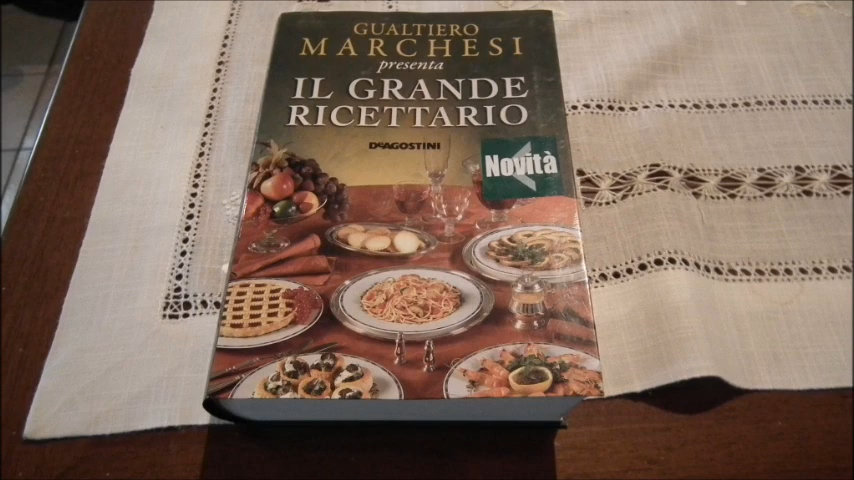 GUALTIERO
MARCHESI
presenta
IL GRANDE
RICETTARIO
DeAGOSTINI
Novità